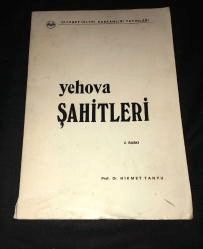 DİYANET İŞLERİ BAŞKANLIĞI YAYINLARI
yehova
ŞAHİTLERİ
2. BASKI
Prof. Dr. HİKMET TANYU